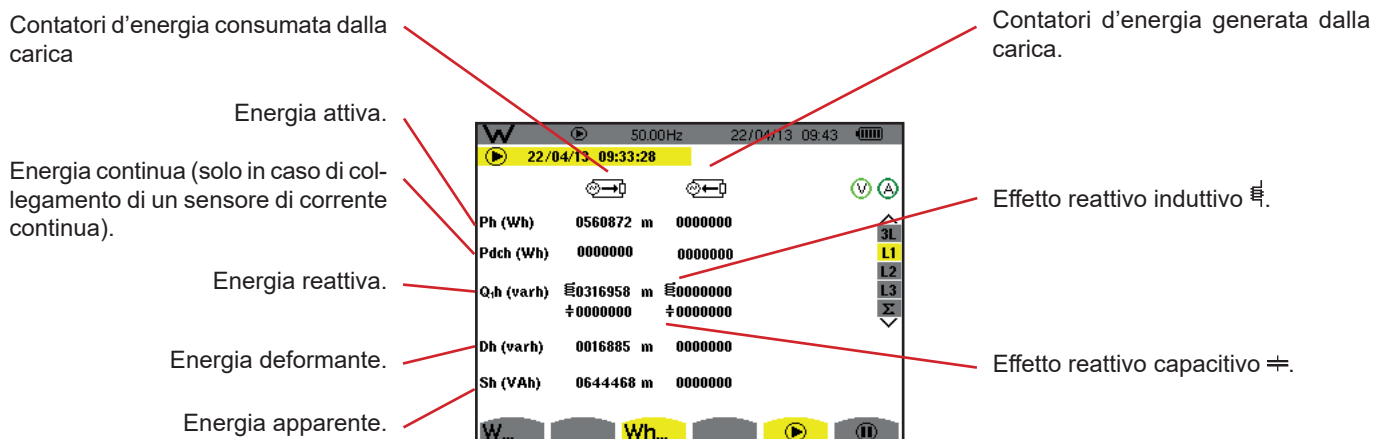 Contatori d'energia consumata dalla
carica
Contatori d'energia generata dalla
carica.
Energia attiva.
Energia continua (solo in caso di col-
legamento di un sensore di corrente
continua).
Energia reattiva.
Energia deformante.
Energia apparente.
Effetto reattivo induttivo
Effetto reattivo capacitivo
W 50.00Hz 22/04/13 09:43
22/04/13 09:33:28
V A
Ph (Wh) 0560872 m 0000000
Pdch (Wh) 0000000 0000000
Q₁h (varh) 0316958 m 0000000
0000000 0000000
Dh (varh) 0016885 m 0000000
Sh (VAh) 0644468 m 0000000
3L
L1
L2
L3
Σ
W... Wh...